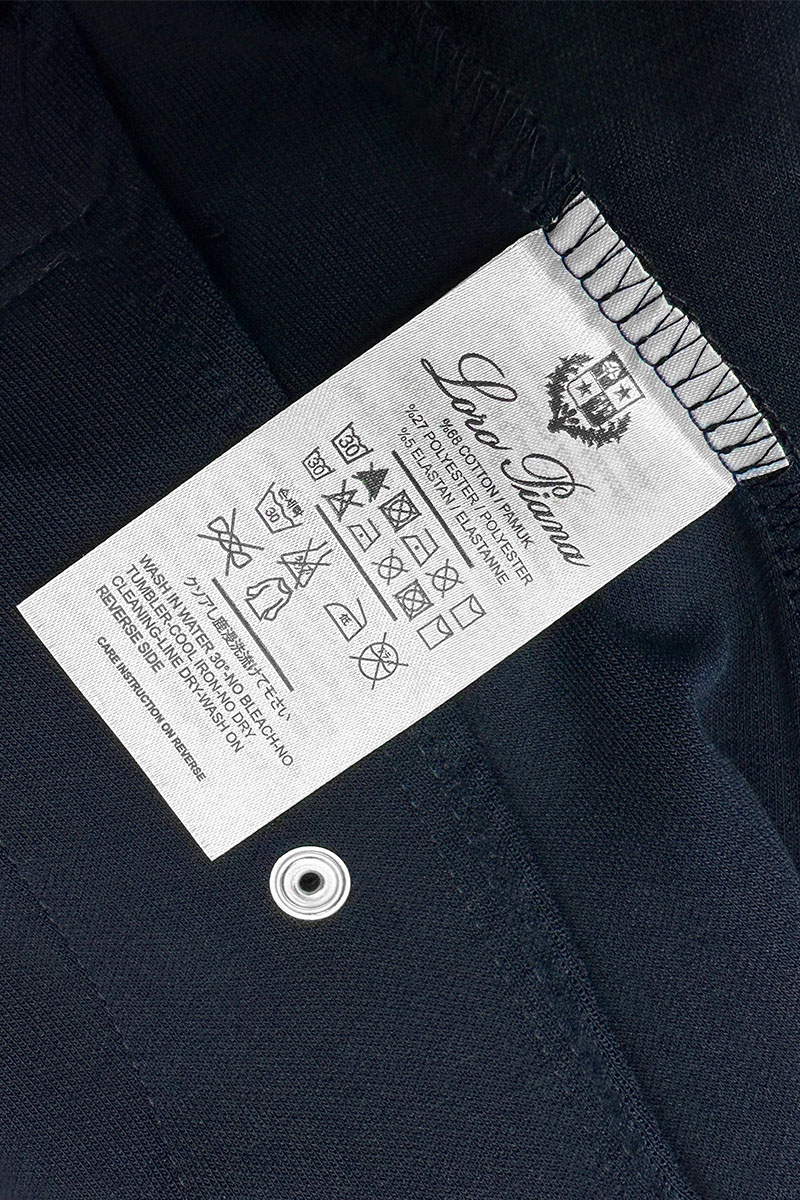 Loro Piana
%68 COTTON / PAMUK
%27 POLYESTER / POLYESTER
%5 ELASTAN / ELASTANNE
30
30
30
WASH IN WATER 30°-NO BLEACH-NO
TUMBLER-COOL IRON-NO DRY
CLEANING-LINE DRY-WASH ON
REVERSE SIDE
CARE INSTRUCTION ON REVERSE